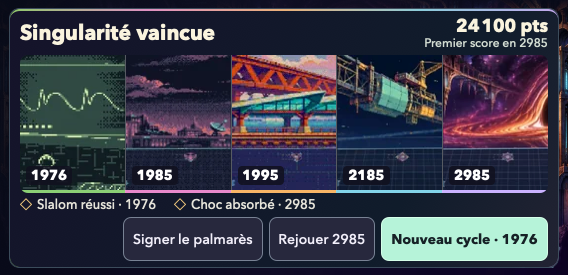 Singularité vaincue
24 100 pts
Premier score en 2985
1976
1985
1995
2185
2985
Slalom réussi · 1976
Choc absorbé · 2985
Signer le palmarès
Rejouer 2985
Nouveau cycle · 1976